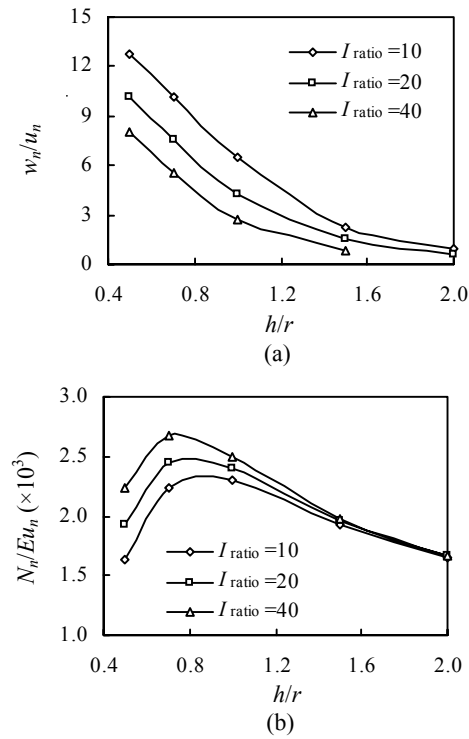 15
12
9
6
3
0
w_n/u_n
I ratio =10
I ratio =20
I ratio =40
0.4 0.8 1.2 1.6 2.0
h/r
(a)
3.0
2.5
2.0
1.5
1.0
N_n/Eu_n (×10³)
I ratio =10
I ratio =20
I ratio =40
0.4 0.8 1.2 1.6 2.0
h/r
(b)